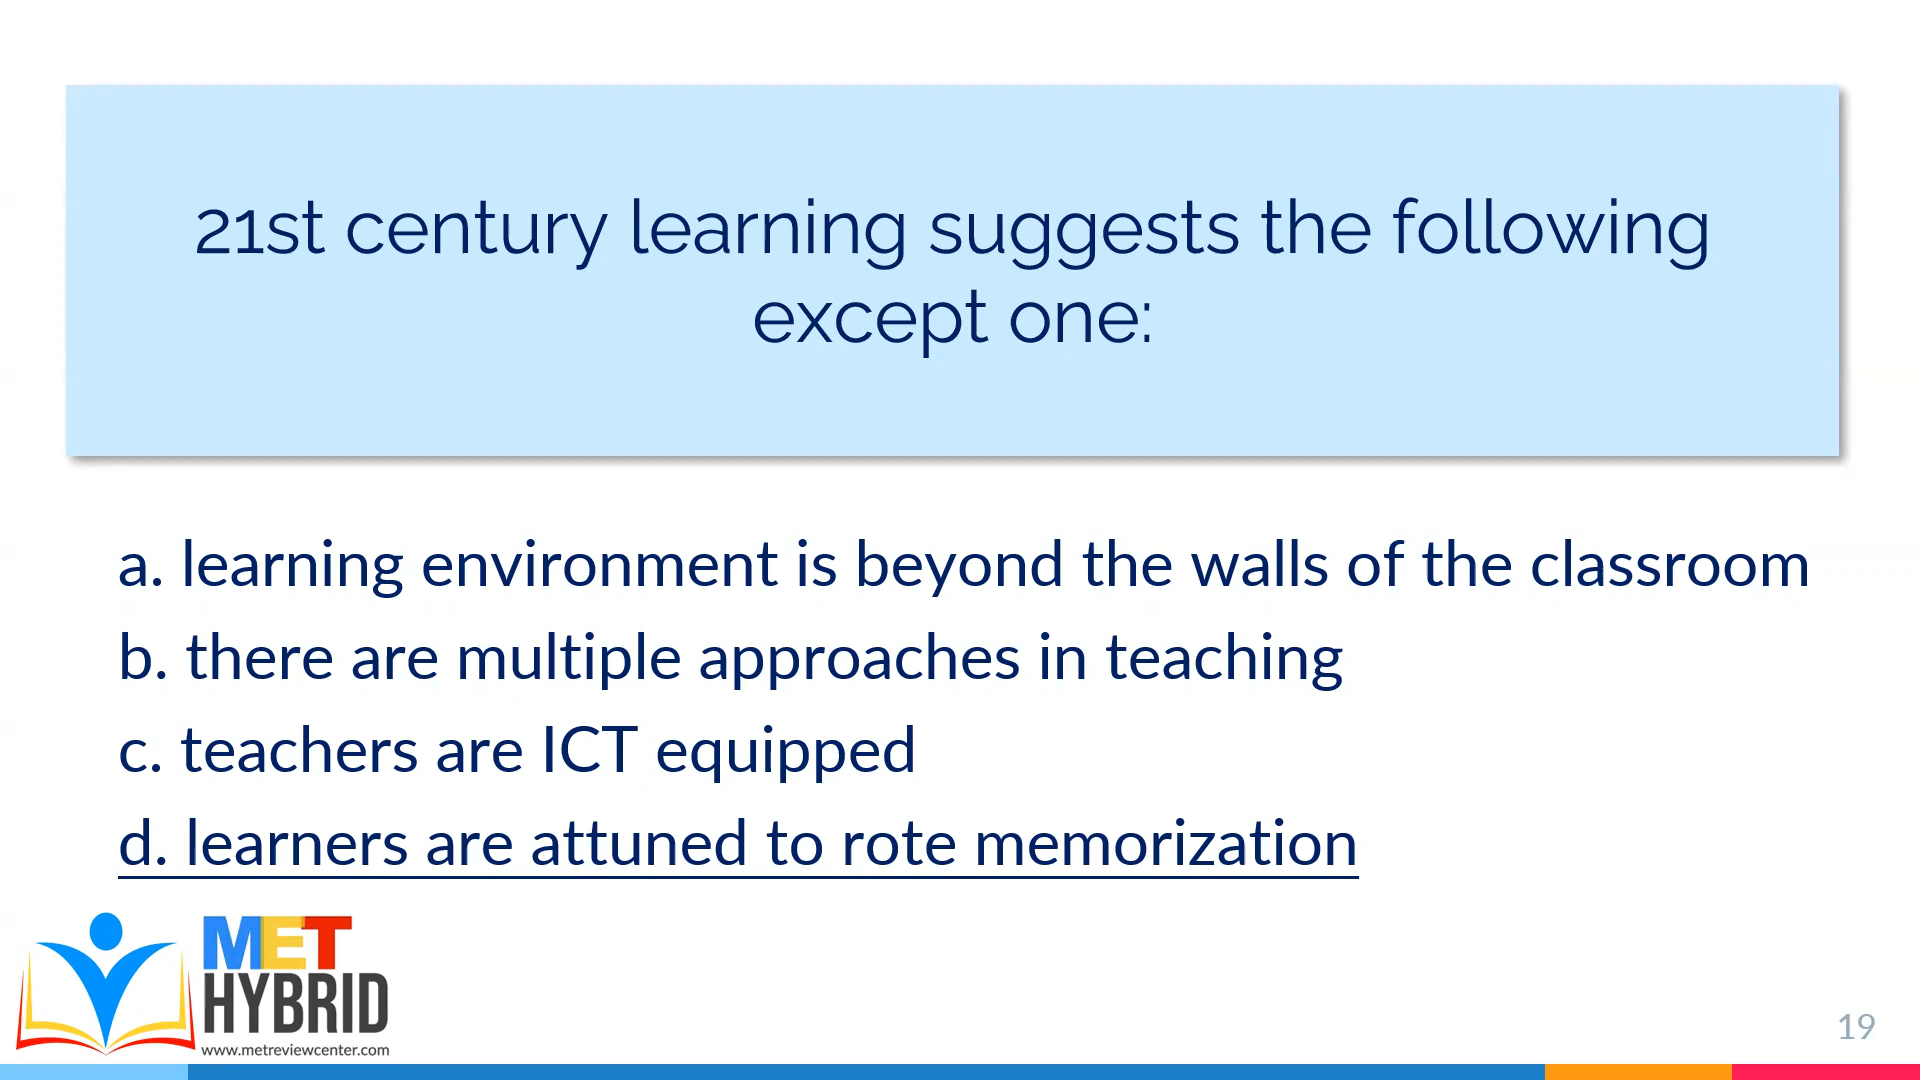 21st century learning suggests the following
except one:
a. learning environment is beyond the walls of the classroom
b. there are multiple approaches in teaching
c. teachers are ICT equipped
d. learners are attuned to rote memorization
MET
HYBRID
www.metreviewcenter.com
19